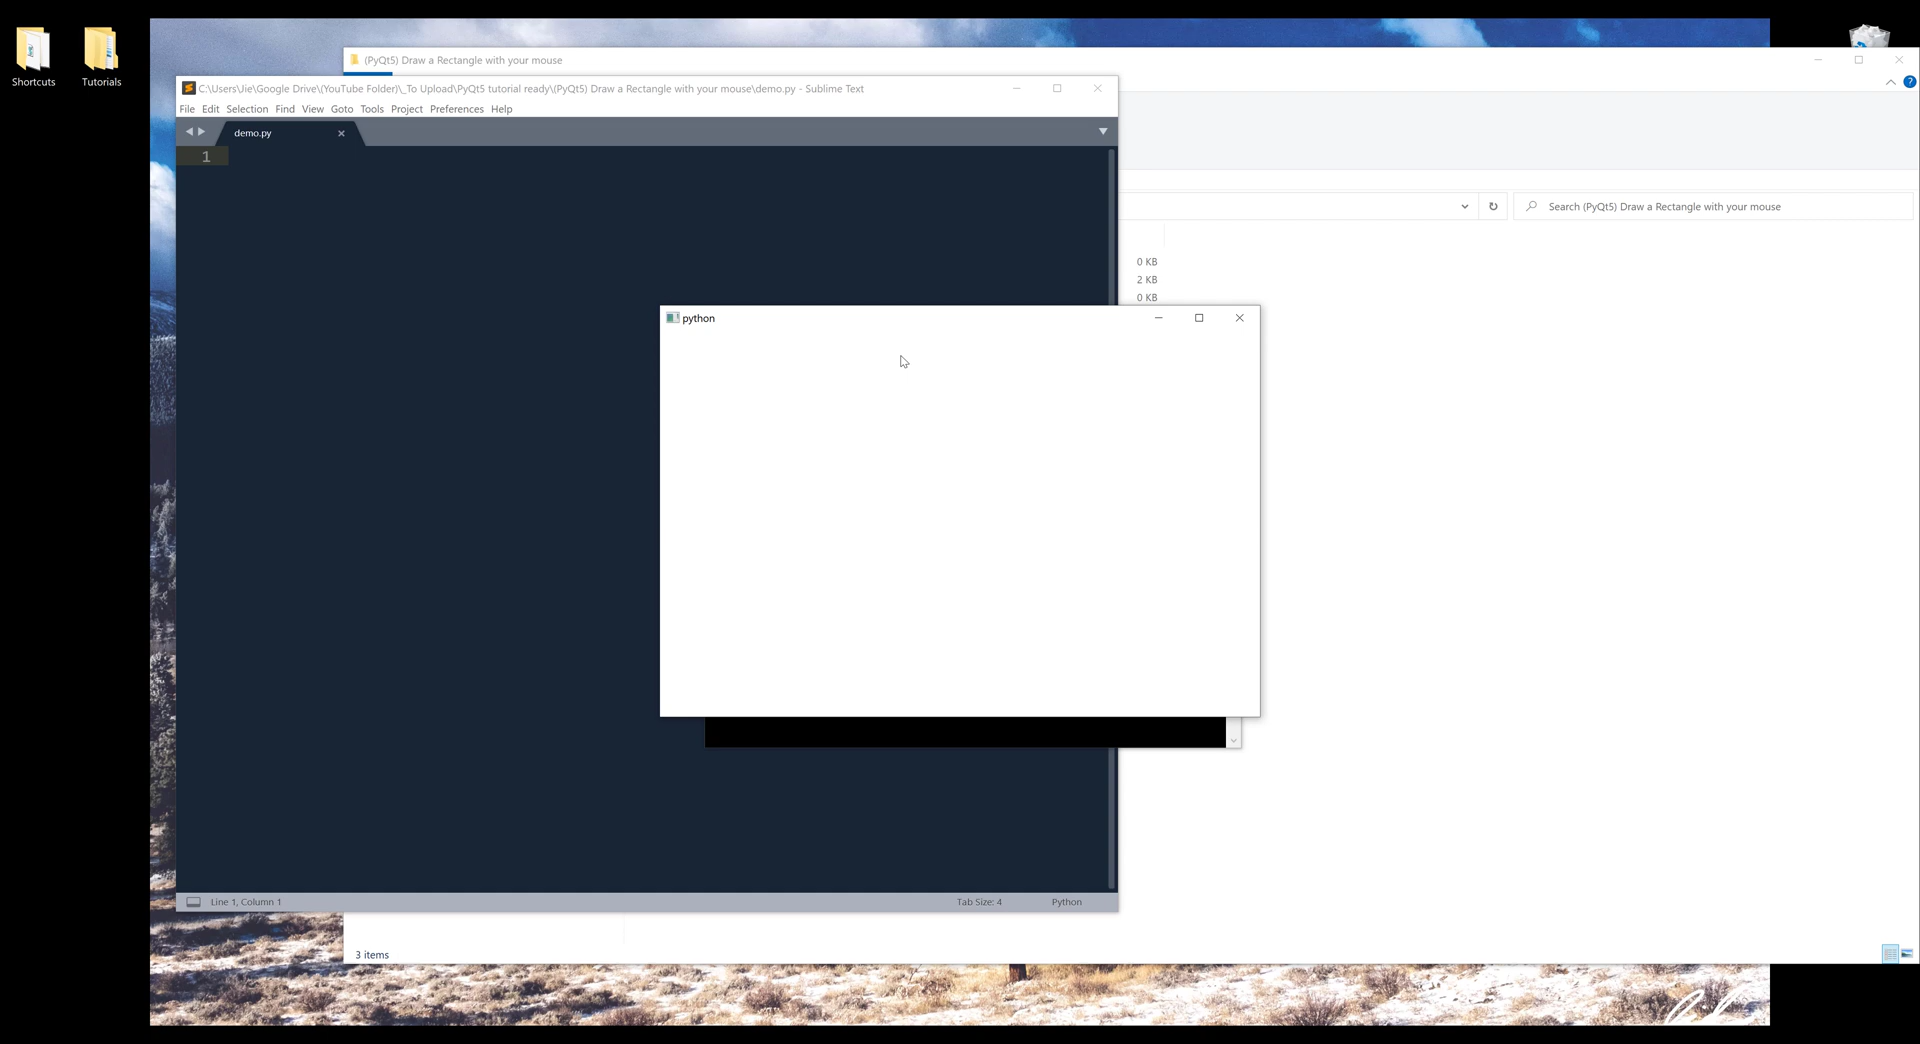 Shortcuts
Tutorials
(PyQt5) Draw a Rectangle with your mouse
C:\Users\Jie\Google Drive\(YouTube Folder)\_To Upload\PyQt5 tutorial ready\(PyQt5) Draw a Rectangle with your mouse\demo.py - Sublime Text
File Edit Selection Find View Goto Tools Project Preferences Help
demo.py
1
Search (PyQt5) Draw a Rectangle with your mouse
0 KB
2 KB
0 KB
python
Line 1, Column 1
Tab Size: 4
Python
3 items